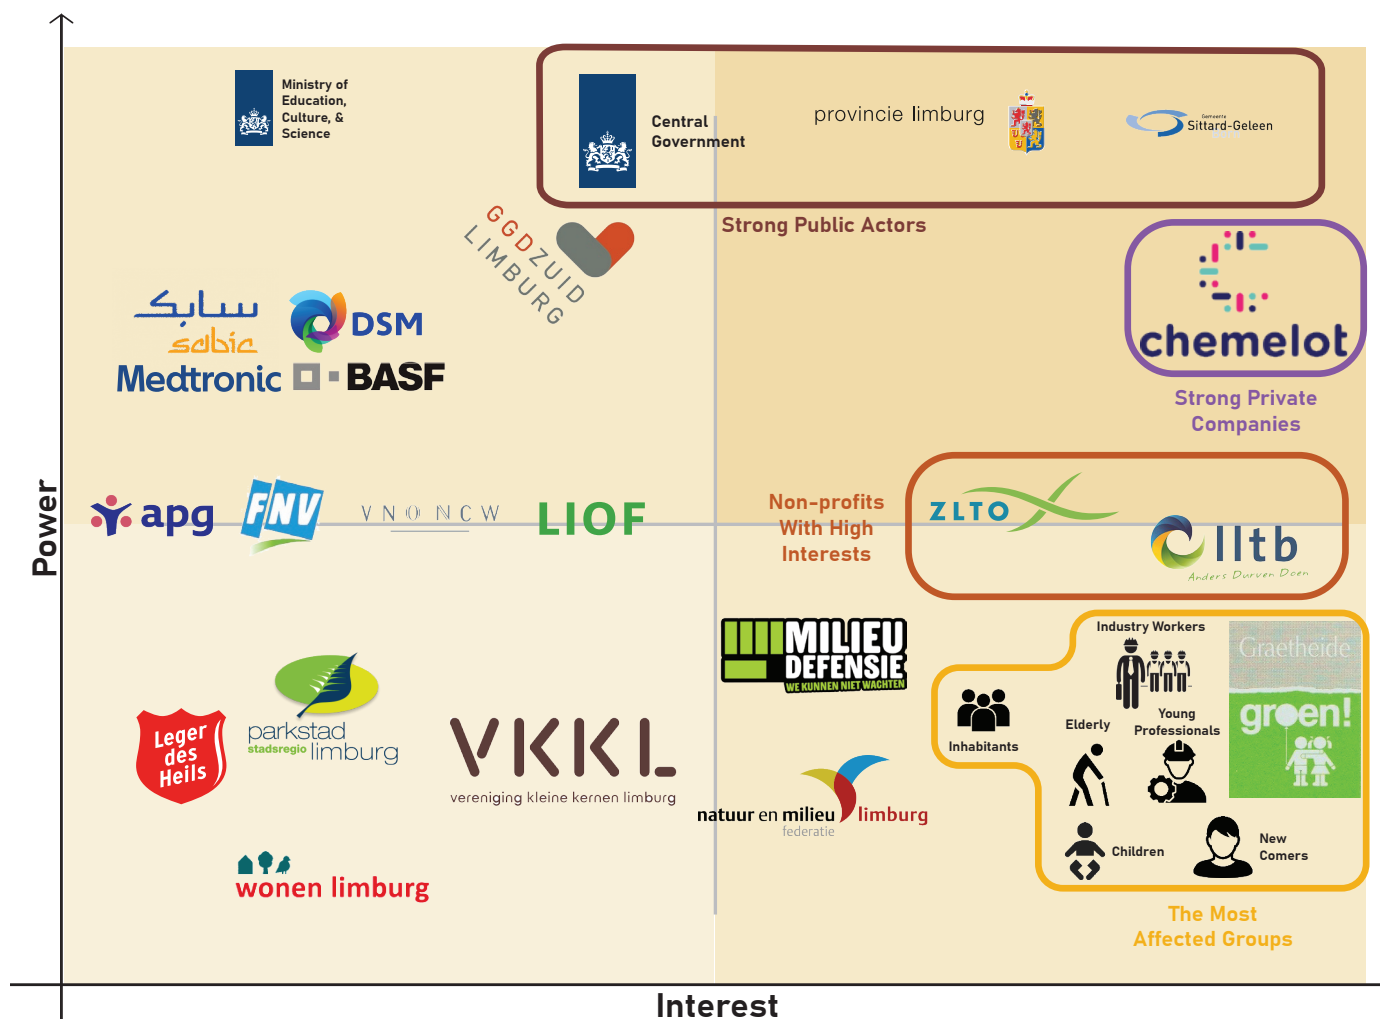 Ministry of
Education,
Culture, &
Science
Central
Government
provincie limburg
Gemeente
Sittard-Geleen
Strong Public Actors
GGDZUID
LIMBURG
سابك
sabic
DSM
Medtronic
BASF
chemelot
Strong Private
Companies
Power
apg
FNV
VNO NCW
LIOF
Non-profits
With High
Interests
ZLTO
lltb
Anders Durven Doen
MILIEU
DEFENSIE
WE KUNNEN NIET WACHTEN
Industry Workers
Graetheide
groen!
Inhabitants
Elderly
Young
Professionals
Children
New
Comers
The Most
Affected Groups
Leger
des
Heils
parkstad
stadsregio limburg
VKKL
vereniging kleine kernen limburg
natuur en milieu limburg
federatie
wonen limburg
Interest